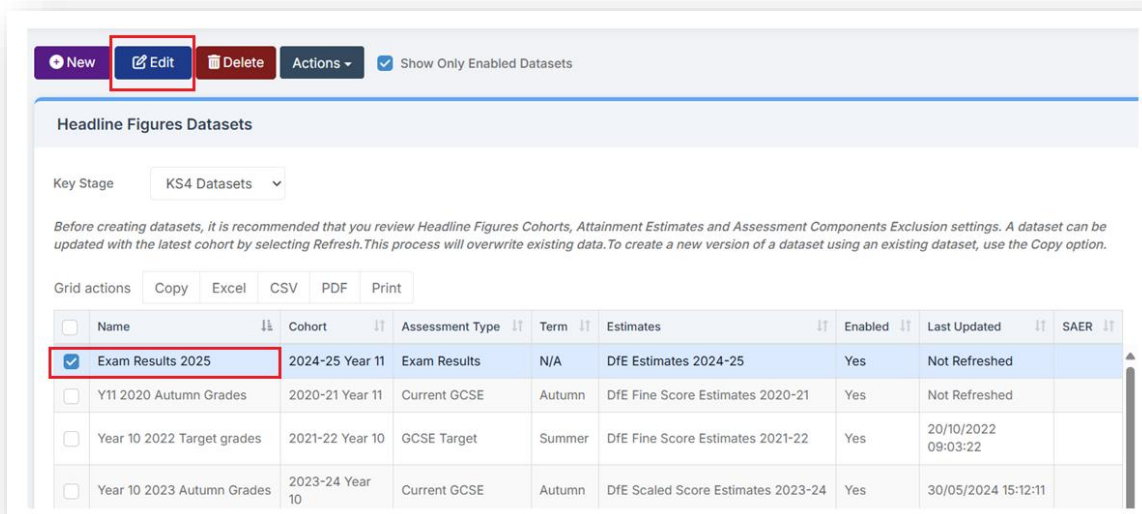 New Edit Delete Actions Show Only Enabled Datasets
Headline Figures Datasets
Key Stage KS4 Datasets
Before creating datasets, it is recommended that you review Headline Figures Cohorts, Attainment Estimates and Assessment Components Exclusion settings. A dataset can be
updated with the latest cohort by selecting Refresh.This process will overwrite existing data.To create a new version of a dataset using an existing dataset, use the Copy option.
Grid actions Copy Excel CSV PDF Print
Name Cohort Assessment Type Term Estimates Enabled Last Updated SAER
Exam Results 2025 2024-25 Year 11 Exam Results N/A DfE Estimates 2024-25 Yes Not Refreshed
Y11 2020 Autumn Grades 2020-21 Year 11 Current GCSE Autumn DfE Fine Score Estimates 2020-21 Yes Not Refreshed
Year 10 2022 Target grades 2021-22 Year 10 GCSE Target Summer DfE Fine Score Estimates 2021-22 Yes 20/10/2022
09:03:22
Year 10 2023 Autumn Grades 2023-24 Year
10 Current GCSE Autumn DfE Scaled Score Estimates 2023-24 Yes 30/05/2024 15:12:11